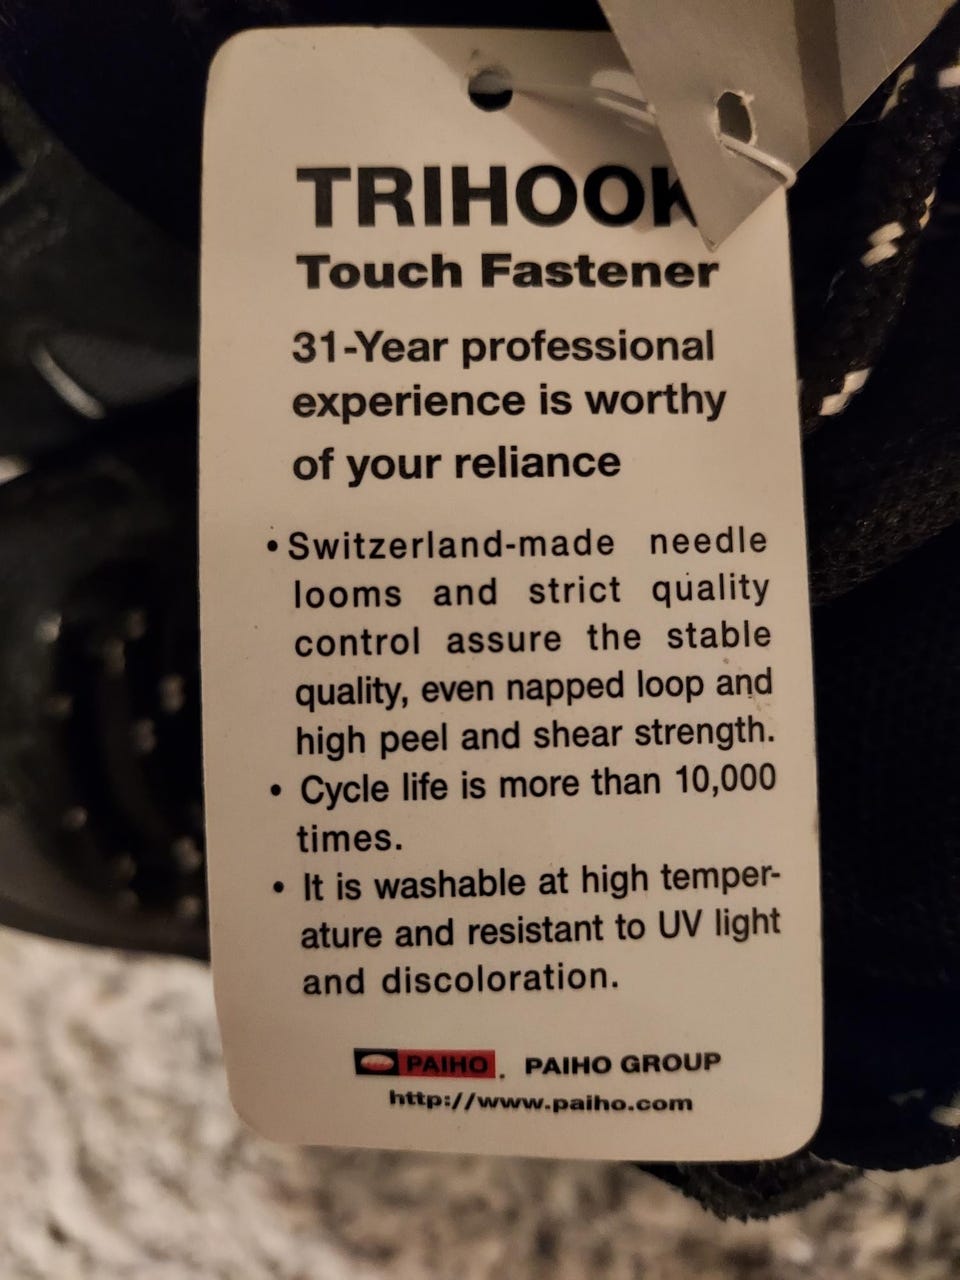 TRIHOOK
Touch Fastener
31-Year professional
experience is worthy
of your reliance
• Switzerland-made needle
looms and strict quality
control assure the stable
quality, even napped loop and
high peel and shear strength.
• Cycle life is more than 10,000
times.
• It is washable at high temper-
ature and resistant to UV light
and discoloration.
PAIHO. PAIHO GROUP
http://www.paiho.com